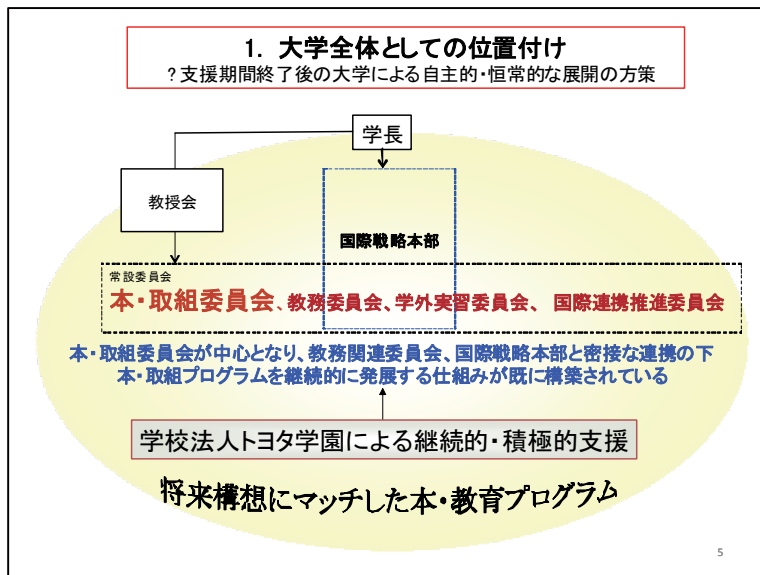 1. 大学全体としての位置付け
?支援期間終了後の大学による自主的・恒常的な展開の方策
学長
教授会
国際戦略本部
常設委員会
本・取組委員会、教務委員会、学外実習委員会、 国際連携推進委員会
本・取組委員会が中心となり、教務関連委員会、国際戦略本部と密接な連携の下
本・取組プログラムを継続的に発展する仕組みが既に構築されている
学校法人トヨタ学園による継続的・積極的支援
将来構想にマッチした本・教育プログラム
5